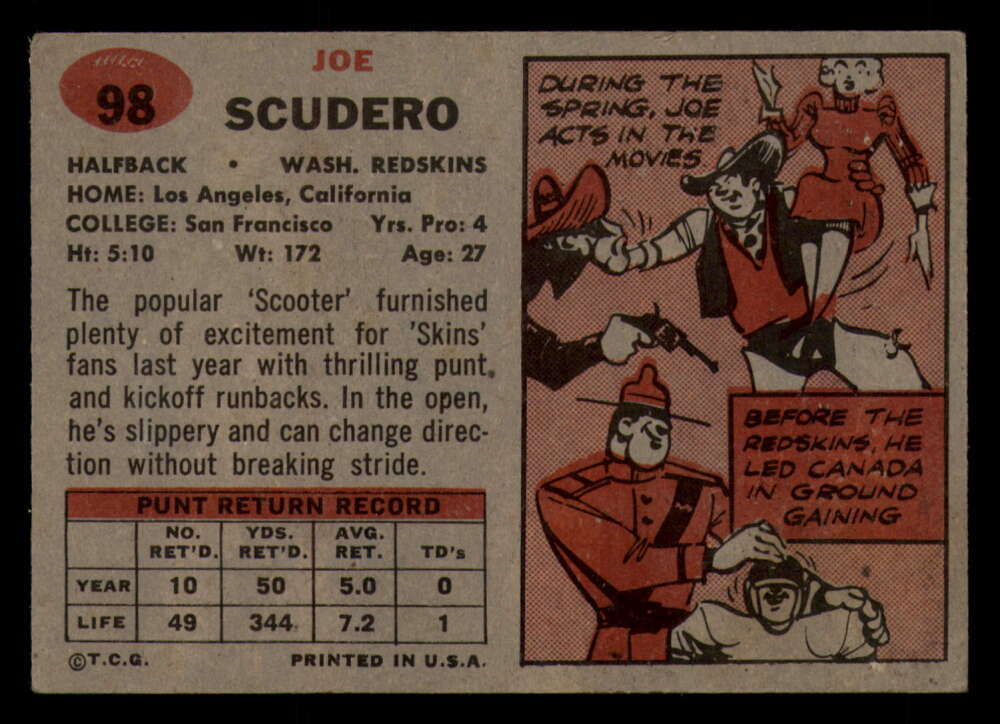 98
JOE
SCUDERO
HALFBACK • WASH. REDSKINS
HOME: Los Angeles, California
COLLEGE: San Francisco Yrs. Pro: 4
Ht: 5:10 Wt: 172 Age: 27
The popular 'Scooter' furnished
plenty of excitement for 'Skins'
fans last year with thrilling punt
and kickoff runbacks. In the open,
he's slippery and can change direc-
tion without breaking stride.
PUNT RETURN RECORD
NO. RET'D. YDS. RET'D. AVG. RET. TD's
YEAR 10 50 5.0 0
LIFE 49 344 7.2 1
©T.C.G. PRINTED IN U.S.A.
DURING THE
SPRING, JOE
ACTS IN THE
MOVIES
BEFORE THE
REDSKINS, HE
LED CANADA
IN GROUND
GAINING